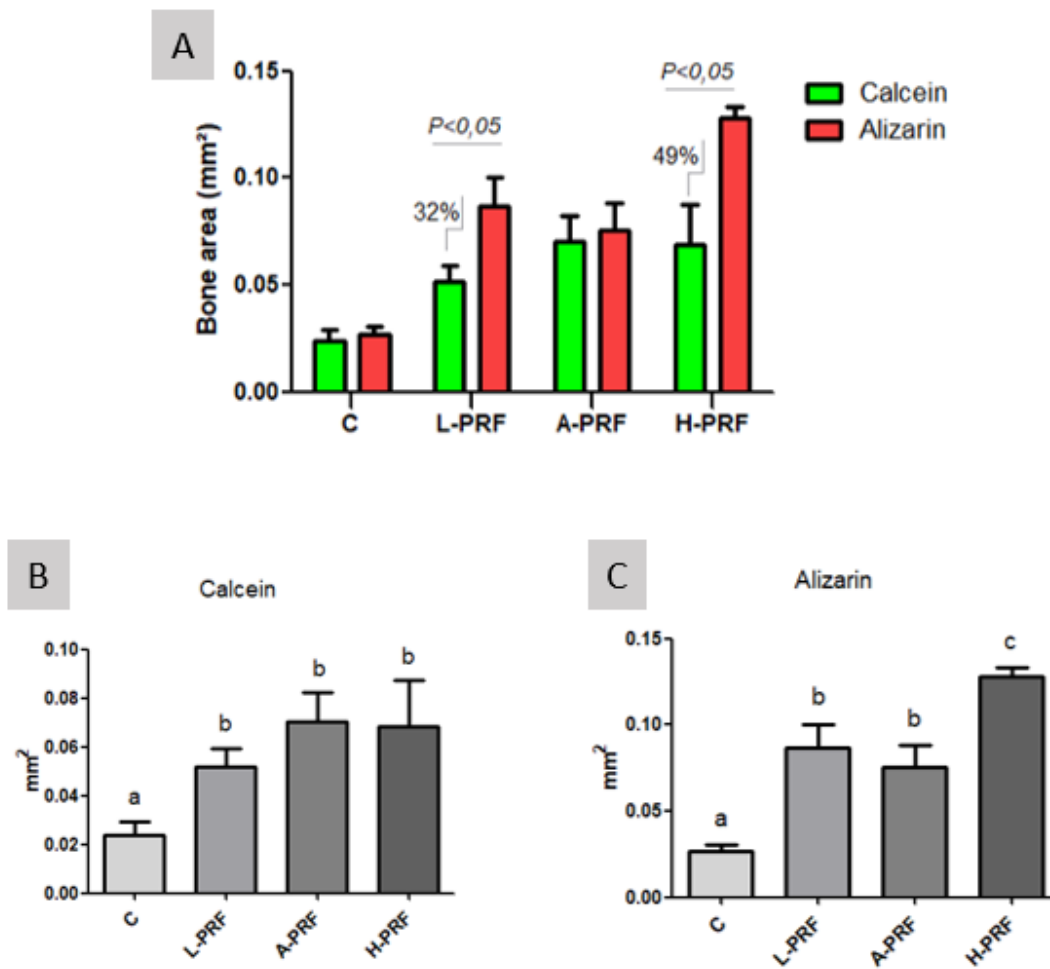 A
P<0,05
P<0,05
Calcein
Alizarin
Bone area (mm²)
0.15
0.10
0.05
0.00
32%
49%
C
L-PRF
A-PRF
H-PRF
B
Calcein
mm²
0.10
0.08
0.06
0.04
0.02
0.00
a
b
b
b
C
L-PRF
A-PRF
H-PRF
C
Alizarin
mm²
0.15
0.10
0.05
0.00
a
b
b
c
C
L-PRF
A-PRF
H-PRF